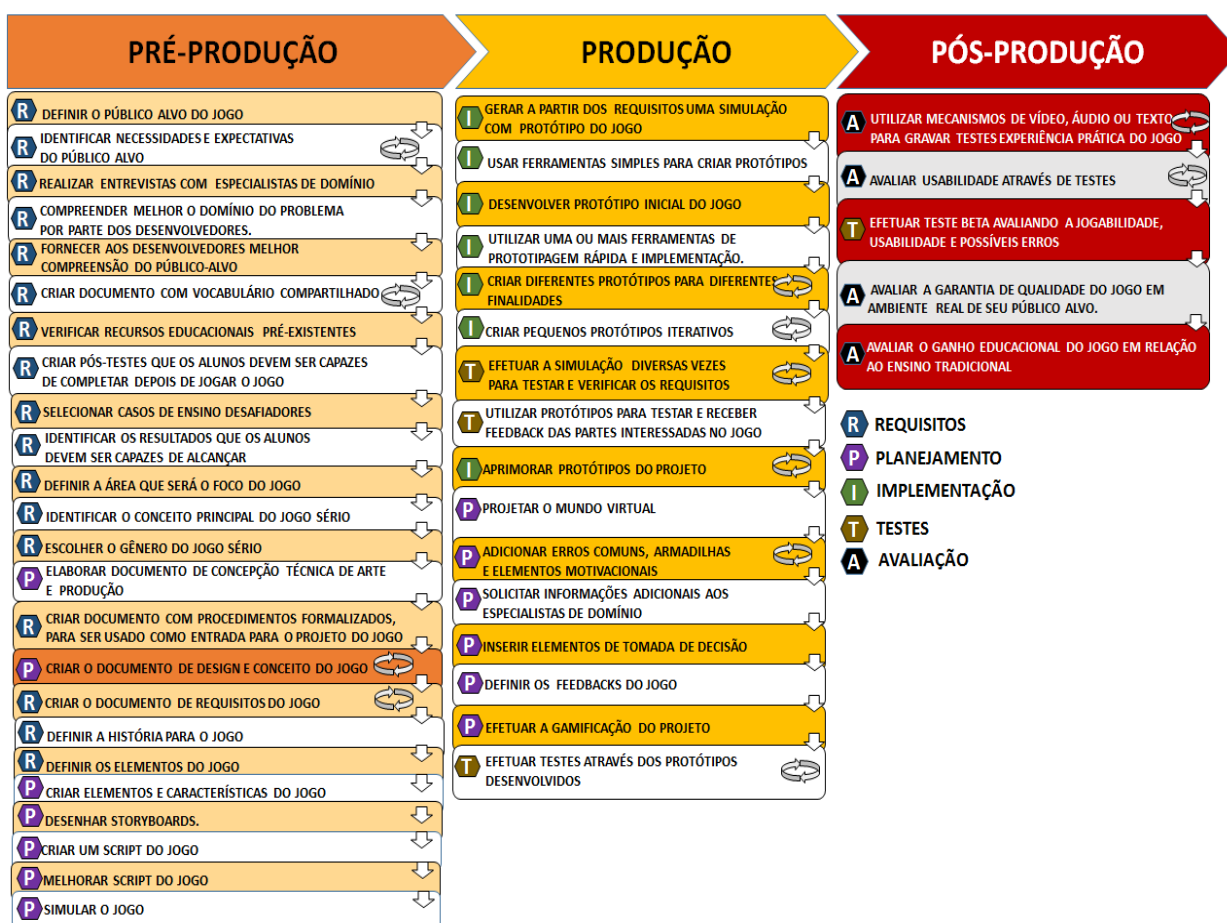 PRÉ-PRODUÇÃO
R DEFINIR O PÚBLICO ALVO DO JOGO
R IDENTIFICAR NECESSIDADES E EXPECTATIVAS
DO PÚBLICO ALVO
R REALIZAR ENTREVISTAS COM ESPECIALISTAS DE DOMÍNIO
R COMPREENDER MELHOR O DOMÍNIO DO PROBLEMA
POR PARTE DOS DESENVOLVEDORES.
R FORNECER AOS DESENVOLVEDORES MELHOR
COMPREENSÃO DO PÚBLICO-ALVO
R CRIAR DOCUMENTO COM VOCABULÁRIO COMPARTILHADO
R VERIFICAR RECURSOS EDUCACIONAIS PRÉ-EXISTENTES
R CRIAR PÓS-TESTES QUE OS ALUNOS DEVEM SER CAPAZES
DE COMPLETAR DEPOIS DE JOGAR O JOGO
R SELECIONAR CASOS DE ENSINO DESAFIADORES
R IDENTIFICAR OS RESULTADOS QUE OS ALUNOS
DEVEM SER CAPAZES DE ALCANÇAR
R DEFINIR A ÁREA QUE SERÁ O FOCO DO JOGO
R IDENTIFICAR O CONCEITO PRINCIPAL DO JOGO SÉRIO
R ESCOLHER O GÊNERO DO JOGO SÉRIO
P ELABORAR DOCUMENTO DE CONCEPÇÃO TÉCNICA DE ARTE
E PRODUÇÃO
R CRIAR DOCUMENTO COM PROCEDIMENTOS FORMALIZADOS,
PARA SER USADO COMO ENTRADA PARA O PROJETO DO JOGO
P CRIAR O DOCUMENTO DE DESIGN E CONCEITO DO JOGO
R CRIAR O DOCUMENTO DE REQUISITOS DO JOGO
R DEFINIR A HISTÓRIA PARA O JOGO
R DEFINIR OS ELEMENTOS DO JOGO
P CRIAR ELEMENTOS E CARACTERÍSTICAS DO JOGO
P DESENHAR STORYBOARDS.
P CRIAR UM SCRIPT DO JOGO
P MELHORAR SCRIPT DO JOGO
P SIMULAR O JOGO
PRODUÇÃO
I GERAR A PARTIR DOS REQUISITOS UMA SIMULAÇÃO
COM PROTÓTIPO DO JOGO
I USAR FERRAMENTAS SIMPLES PARA CRIAR PROTÓTIPOS
I DESENVOLVER PROTÓTIPO INICIAL DO JOGO
I UTILIZAR UMA OU MAIS FERRAMENTAS DE
PROTOTIPAGEM RÁPIDA E IMPLEMENTAÇÃO.
I CRIAR DIFERENTES PROTÓTIPOS PARA DIFERENTES
FINALIDADES
I CRIAR PEQUENOS PROTÓTIPOS ITERATIVOS
T EFETUAR A SIMULAÇÃO DIVERSAS VEZES
PARA TESTAR E VERIFICAR OS REQUISITOS
T UTILIZAR PROTÓTIPOS PARA TESTAR E RECEBER
FEEDBACK DAS PARTES INTERESSADAS NO JOGO
I APRIMORAR PROTÓTIPOS DO PROJETO
P PROJETAR O MUNDO VIRTUAL
P ADICIONAR ERROS COMUNS, ARMADILHAS
E ELEMENTOS MOTIVACIONAIS
P SOLICITAR INFORMAÇÕES ADICIONAIS AOS
ESPECIALISTAS DE DOMÍNIO
P INSERIR ELEMENTOS DE TOMADA DE DECISÃO
P DEFINIR OS FEEDBACKS DO JOGO
P EFETUAR A GAMIFICAÇÃO DO PROJETO
T EFETUAR TESTES ATRAVÉS DOS PROTÓTIPOS
DESENVOLVIDOS
PÓS-PRODUÇÃO
A UTILIZAR MECANISMOS DE VÍDEO, ÁUDIO OU TEXTO
PARA GRAVAR TESTES EXPERIÊNCIA PRÁTICA DO JOGO
A AVALIAR USABILIDADE ATRAVÉS DE TESTES
T EFETUAR TESTE BETA AVALIANDO A JOGABILIDADE,
USABILIDADE E POSSÍVEIS ERROS
A AVALIAR A GARANTIA DE QUALIDADE DO JOGO EM
AMBIENTE REAL DE SEU PÚBLICO ALVO.
A AVALIAR O GANHO EDUCACIONAL DO JOGO EM RELAÇÃO
AO ENSINO TRADICIONAL
R REQUISITOS
P PLANEJAMENTO
I IMPLEMENTAÇÃO
T TESTES
A AVALIAÇÃO